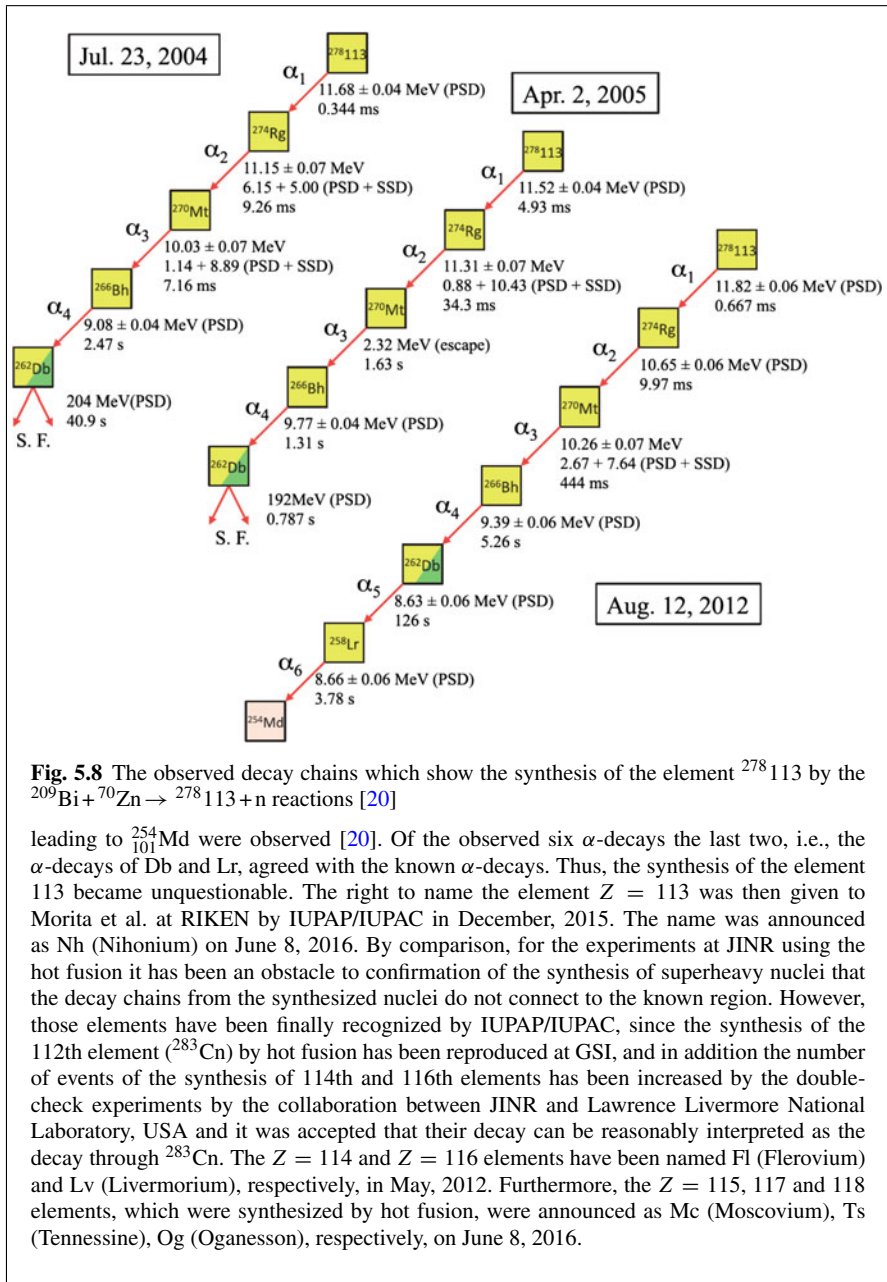 Jul. 23, 2004
²⁷⁸113
α₁
11.68 ± 0.04 MeV (PSD)
0.344 ms
²⁷⁴Rg
α₂
11.15 ± 0.07 MeV
6.15 + 5.00 (PSD + SSD)
9.26 ms
²⁷⁰Mt
α₃
10.03 ± 0.07 MeV
1.14 + 8.89 (PSD + SSD)
7.16 ms
²⁶⁶Bh
α₄
9.08 ± 0.04 MeV (PSD)
2.47 s
²⁶²Db
204 MeV(PSD)
40.9 s
S. F.
Apr. 2, 2005
²⁷⁸113
α₁
11.52 ± 0.04 MeV (PSD)
4.93 ms
²⁷⁴Rg
α₂
11.31 ± 0.07 MeV
0.88 + 10.43 (PSD + SSD)
34.3 ms
²⁷⁰Mt
α₃
2.32 MeV (escape)
1.63 s
²⁶⁶Bh
α₄
9.77 ± 0.04 MeV (PSD)
1.31 s
²⁶²Db
192MeV (PSD)
0.787 s
S. F.
²⁷⁸113
α₁
11.82 ± 0.06 MeV (PSD)
0.667 ms
²⁷⁴Rg
α₂
10.65 ± 0.06 MeV (PSD)
9.97 ms
²⁷⁰Mt
α₃
10.26 ± 0.07 MeV
2.67 + 7.64 (PSD + SSD)
444 ms
²⁶⁶Bh
α₄
9.39 ± 0.06 MeV (PSD)
5.26 s
²⁶²Db
α₅
8.63 ± 0.06 MeV (PSD)
126 s
²⁵⁸Lr
α₆
8.66 ± 0.06 MeV (PSD)
3.78 s
²⁵⁴Md
Aug. 12, 2012
Fig. 5.8 The observed decay chains which show the synthesis of the element ²⁷⁸113 by the
²⁰⁹Bi + ⁷⁰Zn → ²⁷⁸113 + n reactions [20]
leading to ²⁵⁴₁₀₁Md were observed [20]. Of the observed six α-decays the last two, i.e., the
α-decays of Db and Lr, agreed with the known α-decays. Thus, the synthesis of the element
113 became unquestionable. The right to name the element Z = 113 was then given to
Morita et al. at RIKEN by IUPAP/IUPAC in December, 2015. The name was announced
as Nh (Nihonium) on June 8, 2016. By comparison, for the experiments at JINR using the
hot fusion it has been an obstacle to confirmation of the synthesis of superheavy nuclei that
the decay chains from the synthesized nuclei do not connect to the known region. However,
those elements have been finally recognized by IUPAP/IUPAC, since the synthesis of the
112th element (²⁸³Cn) by hot fusion has been reproduced at GSI, and in addition the number
of events of the synthesis of 114th and 116th elements has been increased by the double-
check experiments by the collaboration between JINR and Lawrence Livermore National
Laboratory, USA and it was accepted that their decay can be reasonably interpreted as the
decay through ²⁸³Cn. The Z = 114 and Z = 116 elements have been named Fl (Flerovium)
and Lv (Livermorium), respectively, in May, 2012. Furthermore, the Z = 115, 117 and 118
elements, which were synthesized by hot fusion, were announced as Mc (Moscovium), Ts
(Tennessine), Og (Oganesson), respectively, on June 8, 2016.